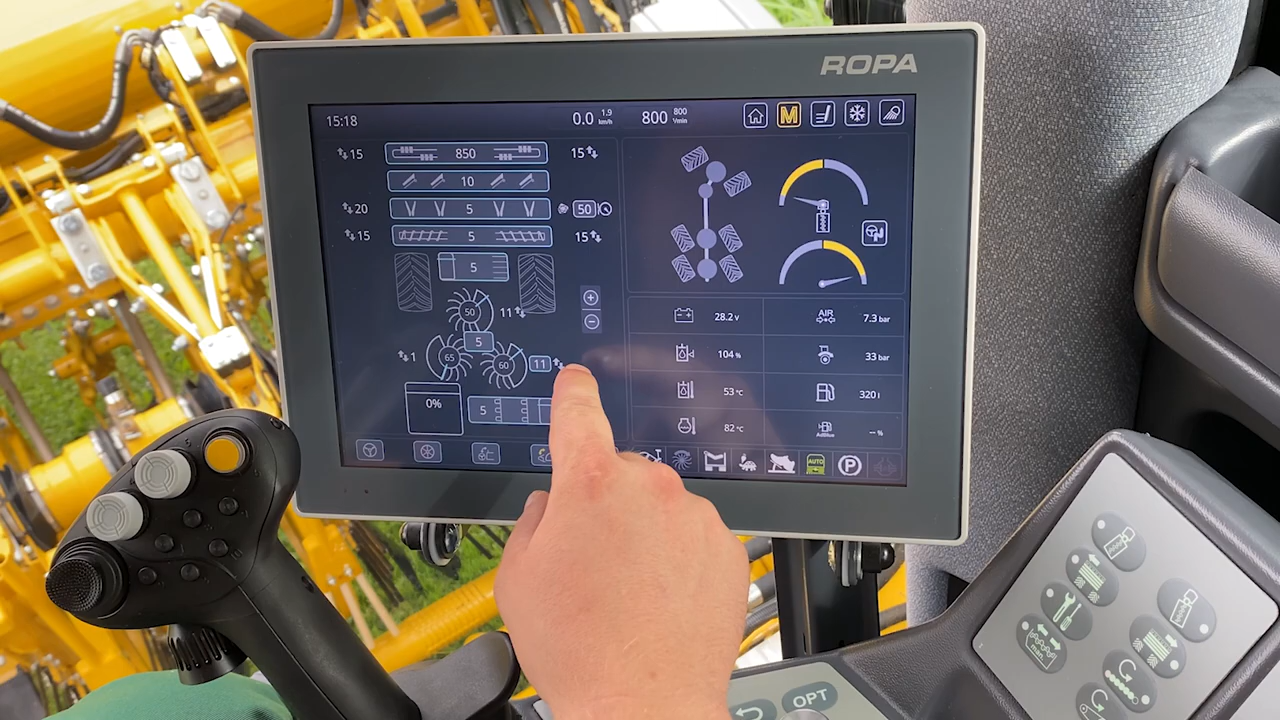 ROPA
15:18
0.0 1.9 km/h
800 800 1/min
M
15 850 15
10
20 5 50
15 5 15
5
50 11
5
1 65 60 11
0%
5
28.2 V
104 %
53 °C
82 °C
AIR 7.3 bar
33 bar
320 l
AdBlue -- %
AUTO
P
OPT
man